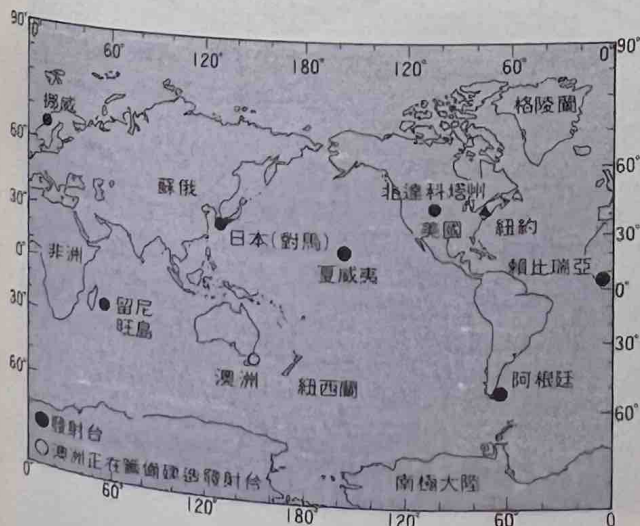 90°
0°
60°
120°
180°
120°
60°
0°
90°
挪威
格陵蘭
60°
60°
蘇俄
北達科塔州
30°
30°
美國
紐約
日本(對馬)
非洲
0°
夏威夷
賴比瑞亞
0°
留尼
旺島
30°
30°
澳洲
紐西蘭
阿根廷
60°
60°
發射台
澳洲正在籌備建造發射台
南極大陸
0°
60°
120°
180°
120°
60°
0